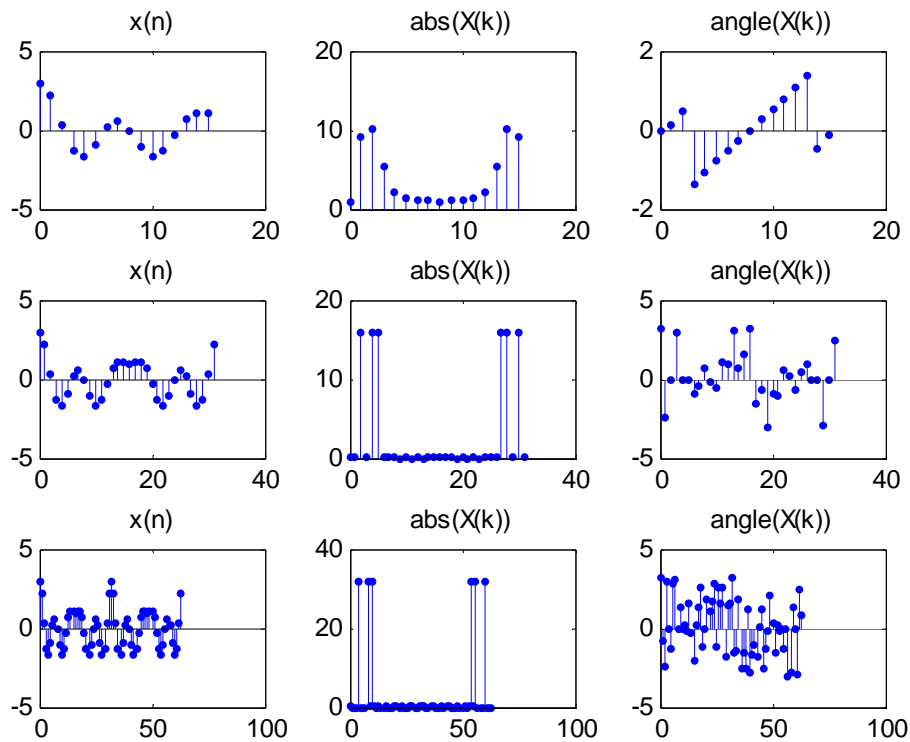 x(n) abs(X(k)) angle(X(k))
5 20 2
0 10 0
-5 0 -2
0 10 20 0 10 20 0 10 20
x(n) abs(X(k)) angle(X(k))
5 20 5
0 10 0
-5 0 -5
0 20 40 0 20 40 0 20 40
x(n) abs(X(k)) angle(X(k))
5 40 5
0 20 0
-5 0 -5
0 50 100 0 50 100 0 50 100